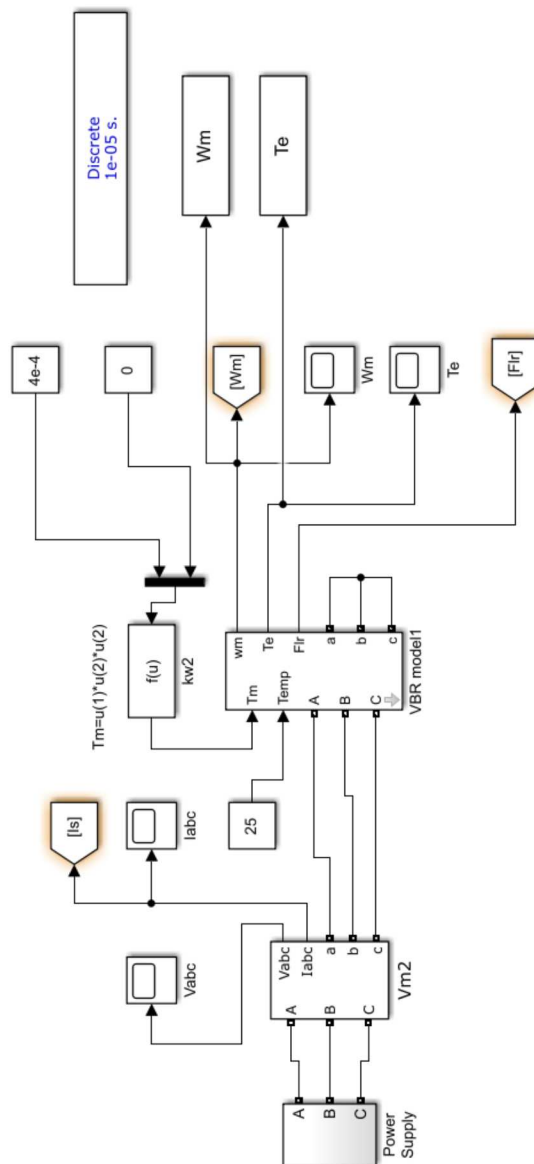 Discrete
1e-05 s.
Wm
Te
4e-4
0
[Wm]
Wm
Te
[Flr]
Tm=u(1)*u(2)*u(2)
f(u)
kw2
Tm
Temp
A
B
C
wm
Te
Flr
a
b
c
VBR model1
[Is]
Iabc
25
Vabc
A
B
C
Vabc
Iabc
a
b
c
Vm2
A
B
C
Power
Supply